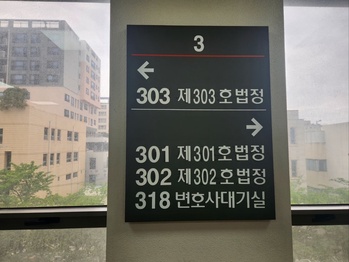 3
←
303 제303호법정
→
301 제301호법정
302 제302호법정
318 변호사대기실